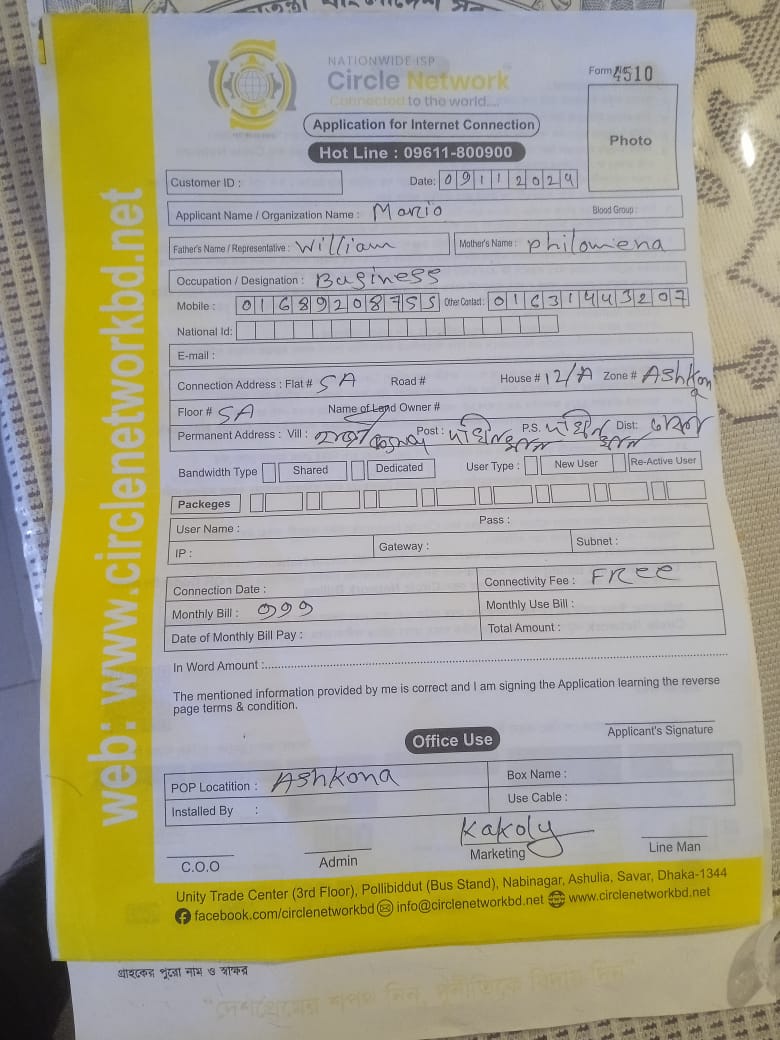 NATIONWIDE ISP
Circle Network
Connected to the world....
Form 4510
Application for Internet Connection
Hot Line : 09611-800900
Photo
Customer ID :
Date: 09112024
Applicant Name / Organization Name : Mario Blood Group :
Father's Name / Representative : William Mother's Name : Philomena
Occupation / Designation : Business
Mobile : 01689208755 Other Contact : 01631443207
National Id:
E-mail :
Connection Address : Flat # 5A Road # House # 12/A Zone # Ashkona
Floor # 5A Name of Land Owner #
Permanent Address : Vill : Post : P.S. Dist:
Bandwidth Type Shared Dedicated User Type : New User Re-Active User
Packeges
User Name : Pass :
IP : Gateway : Subnet :
Connection Date : Connectivity Fee : FREE
Monthly Bill : 999 Monthly Use Bill :
Date of Monthly Bill Pay : Total Amount :
In Word Amount :
The mentioned information provided by me is correct and I am signing the Application learning the reverse
page terms & condition.
Applicant's Signature
Office Use
POP Locatition : Ashkona Box Name :
Installed By : Use Cable :
Kakoly
C.O.O Admin Marketing Line Man
Unity Trade Center (3rd Floor), Pollibiddut (Bus Stand), Nabinagar, Ashulia, Savar, Dhaka-1344
facebook.com/circlenetworkbd info@circlenetworkbd.net www.circlenetworkbd.net
web: www.circlenetworkbd.net
গ্রাহকের পুরো নাম ও স্বাক্ষর
"দেশপ্রেমের শপথ নিন, দুর্নীতিকে বিদায় দিন"